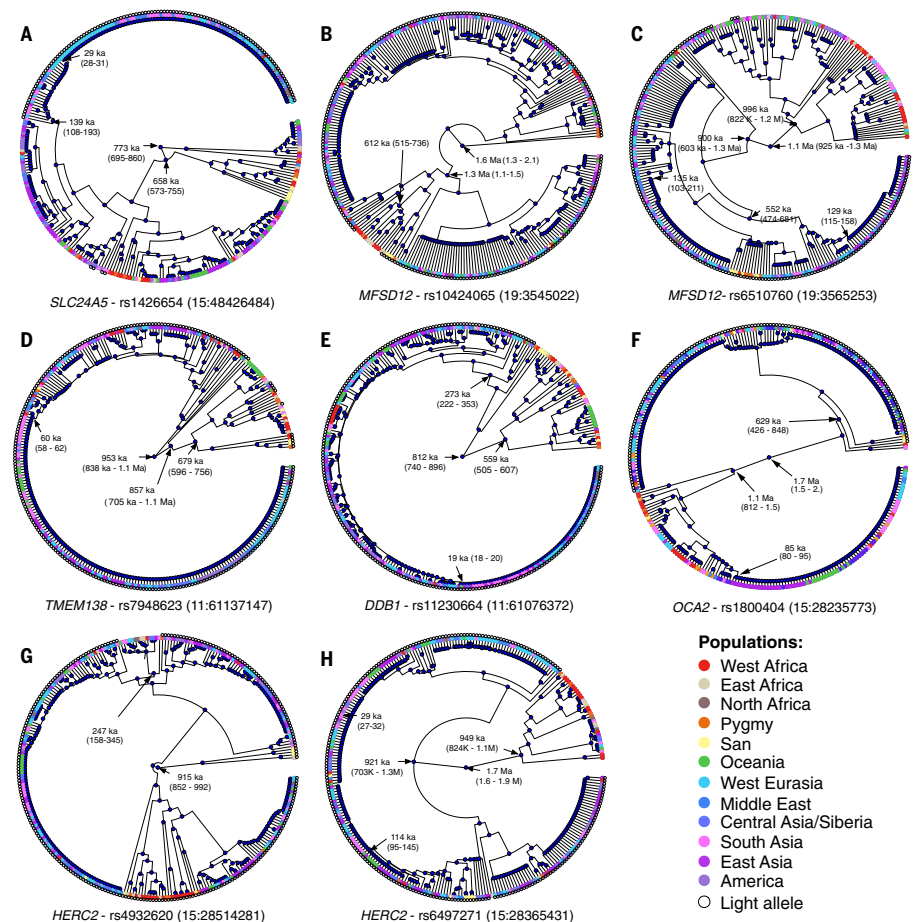 A
29 ka
(28-31)
139 ka
(108-193)
773 ka
(695-860)
658 ka
(573-755)
SLC24A5 - rs1426654 (15:48426484)
B
612 ka (515-736)
1.6 Ma (1.3 - 2.1)
1.3 Ma (1.1-1.5)
MFSD12 - rs10424065 (19:3545022)
C
996 ka
(822 K - 1.2 M)
900 ka
(603 ka - 1.3 Ma)
1.1 Ma (925 ka -1.3 Ma)
135 ka
(103-211)
552 ka
(474-681)
129 ka
(115-158)
MFSD12- rs6510760 (19:3565253)
D
60 ka
(58 - 62)
953 ka
(838 ka - 1.1 Ma)
679 ka
(596 - 756)
857 ka
(705 ka - 1.1 Ma)
TMEM138 - rs7948623 (11:61137147)
E
273 ka
(222 - 353)
812 ka
(740 - 896)
559 ka
(505 - 607)
19 ka (18 - 20)
DDB1 - rs11230664 (11:61076372)
F
629 ka
(426 - 848)
1.7 Ma
(1.5 - 2.)
1.1 Ma
(812 - 1.5)
85 ka
(80 - 95)
OCA2 - rs1800404 (15:28235773)
G
247 ka
(158-345)
915 ka
(852 - 992)
HERC2 - rs4932620 (15:28514281)
H
29 ka
(27-32)
949 ka
(824K - 1.1M)
921 ka
(703K - 1.3M)
1.7 Ma
(1.6 - 1.9 M)
114 ka
(95-145)
HERC2 - rs6497271 (15:28365431)
Populations:
West Africa
East Africa
North Africa
Pygmy
San
Oceania
West Eurasia
Middle East
Central Asia/Siberia
South Asia
East Asia
America
Light allele